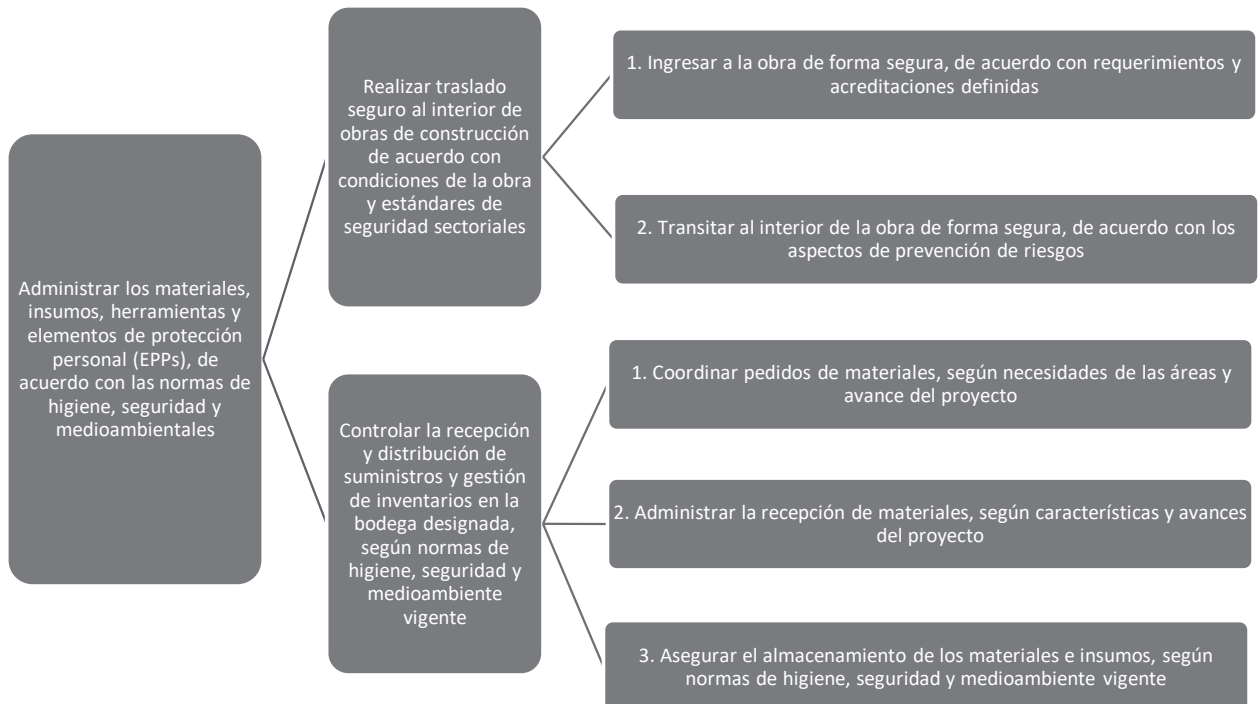 Administrar los materiales,
insumos, herramientas y
elementos de protección
personal (EPPs), de
acuerdo con las normas de
higiene, seguridad y
medioambientales
Realizar traslado
seguro al interior de
obras de construcción
de acuerdo con
condiciones de la obra
y estándares de
seguridad sectoriales
1. Ingresar a la obra de forma segura, de acuerdo con requerimientos y
acreditaciones definidas
2. Transitar al interior de la obra de forma segura, de acuerdo con los
aspectos de prevención de riesgos
Controlar la recepción
y distribución de
suministros y gestión
de inventarios en la
bodega designada,
según normas de
higiene, seguridad y
medioambiente
vigente
1. Coordinar pedidos de materiales, según necesidades de las áreas y
avance del proyecto
2. Administrar la recepción de materiales, según características y avances
del proyecto
3. Asegurar el almacenamiento de los materiales e insumos, según
normas de higiene, seguridad y medioambiente vigente